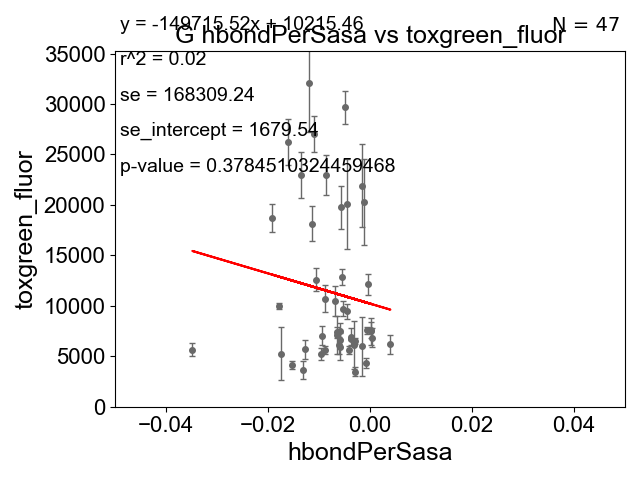 y = -149715.52x + 10215.46
N = 47
G hbondPerSasa vs toxgreen_fluor
r^2 = 0.02
se = 168309.24
se_intercept = 1679.54
p-value = 0.3784510324459468
toxgreen_fluor
35000
30000
25000
20000
15000
10000
5000
0
−0.04
−0.02
0.00
0.02
0.04
hbondPerSasa